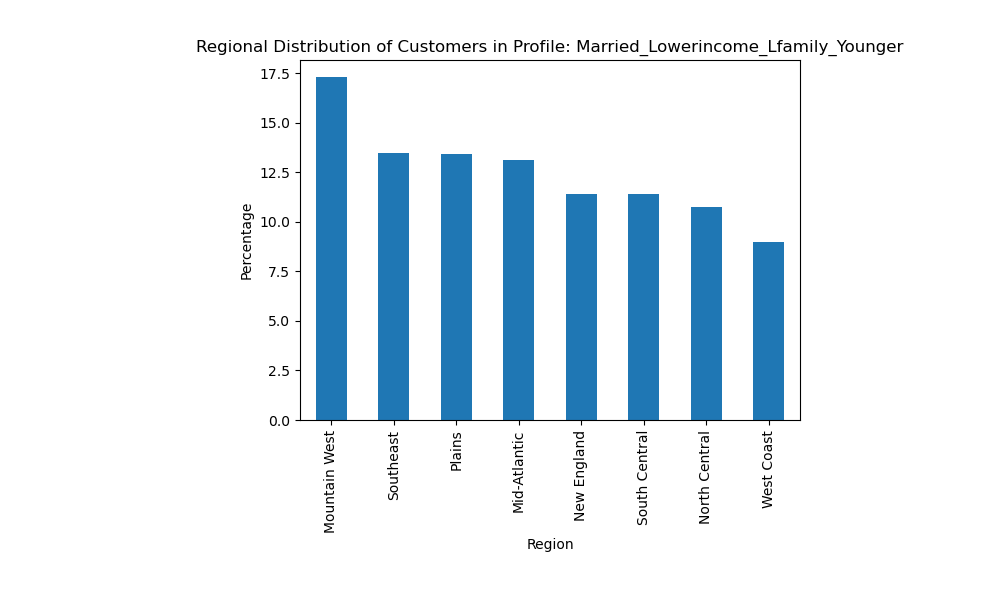 Regional Distribution of Customers in Profile: Married_Lowerincome_Lfamily_Younger
17.5
15.0
12.5
10.0
7.5
5.0
2.5
0.0
Percentage
Mountain West
Southeast
Plains
Mid-Atlantic
New England
South Central
North Central
West Coast
Region